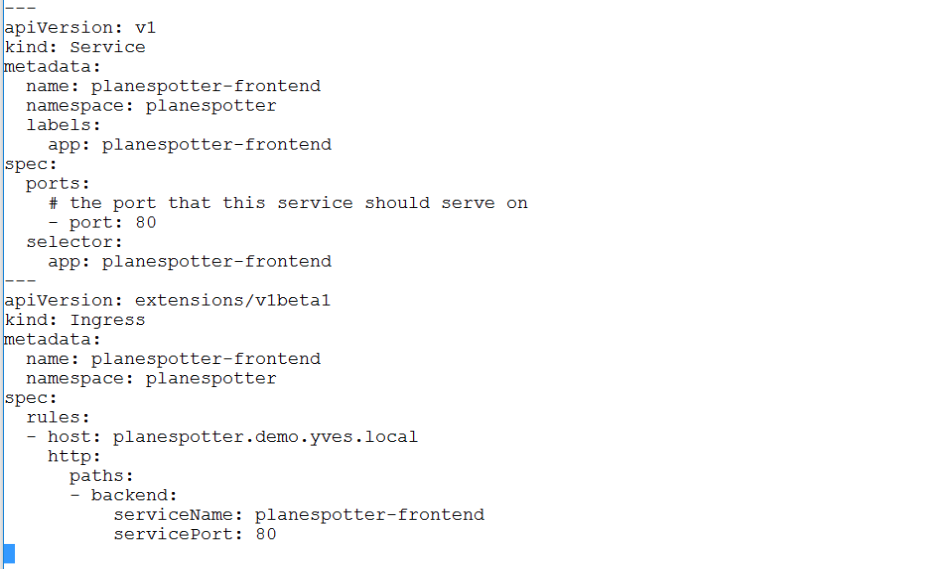 ---
apiVersion: v1
kind: Service
metadata:
  name: planespotter-frontend
  namespace: planespotter
  labels:
    app: planespotter-frontend
spec:
  ports:
    # the port that this service should serve on
    - port: 80
  selector:
    app: planespotter-frontend
---
apiVersion: extensions/v1beta1
kind: Ingress
metadata:
  name: planespotter-frontend
  namespace: planespotter
spec:
  rules:
  - host: planespotter.demo.yves.local
    http:
      paths:
      - backend:
          serviceName: planespotter-frontend
          servicePort: 80